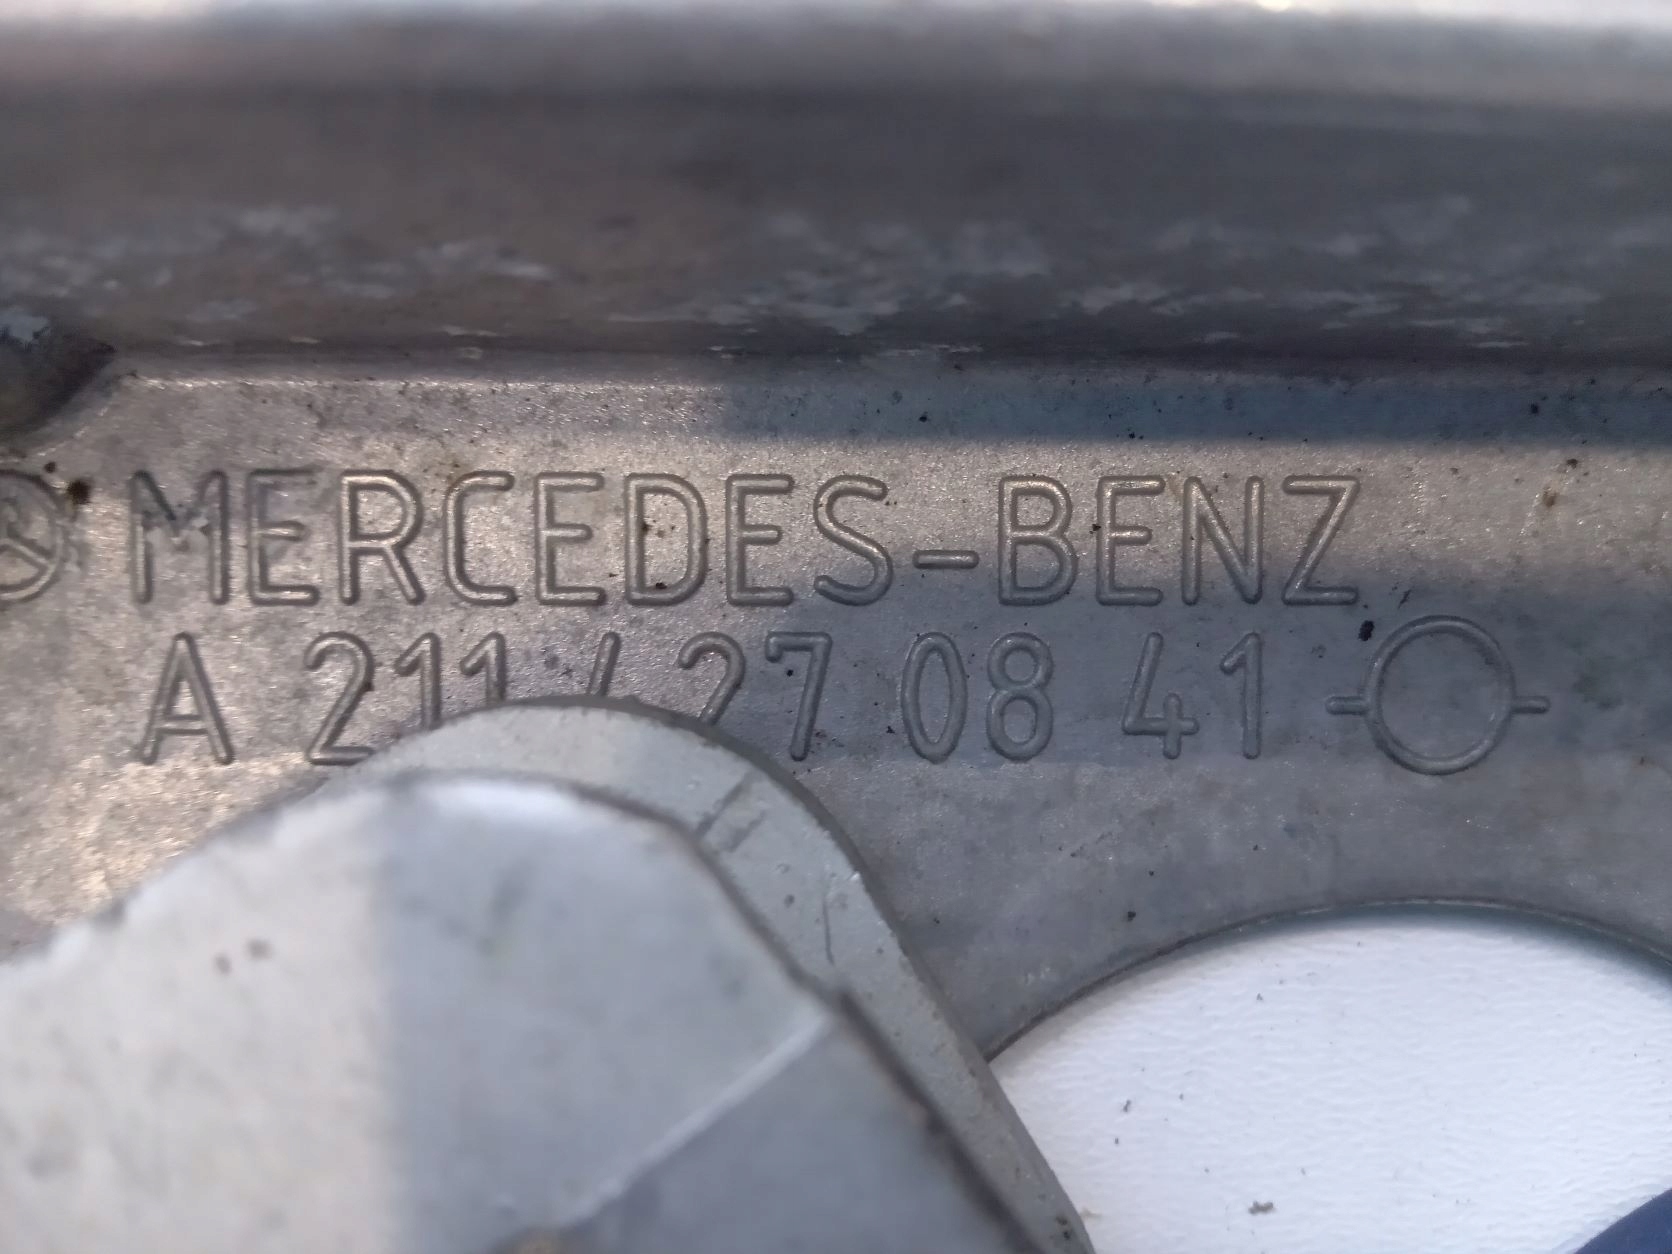 MERCEDES-BENZ
A 211 / 27 08 41